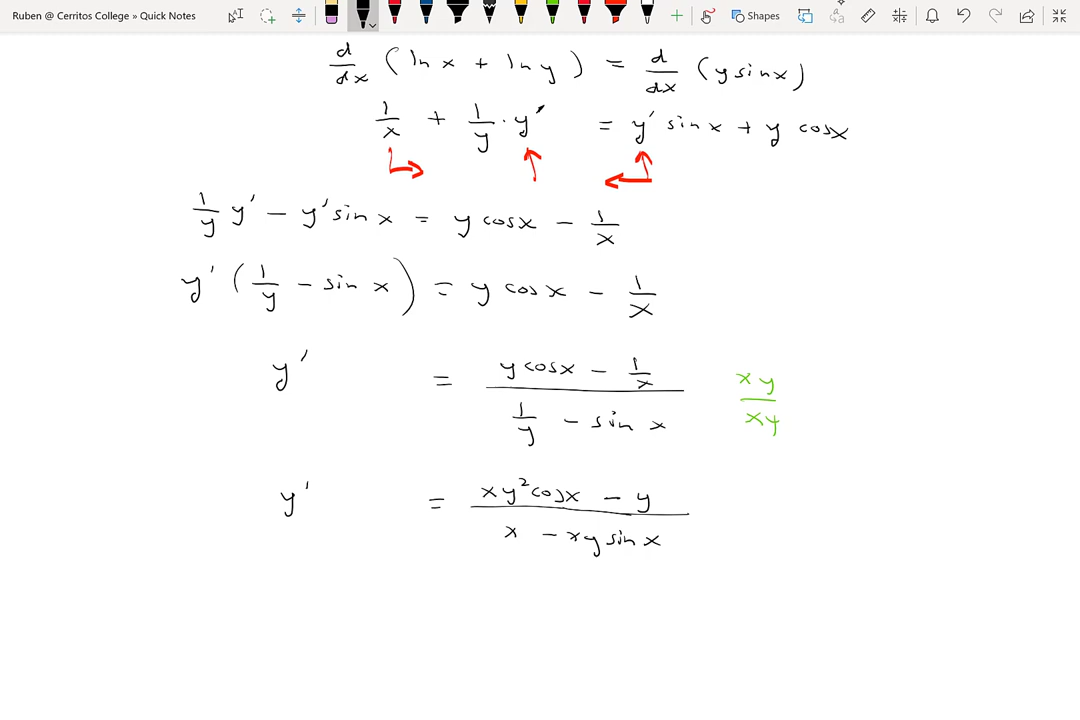 Ruben @ Cerritos College » Quick Notes
Shapes
d/dx (ln x + ln y) = d/dx (y sin x)
1/x + 1/y · y' = y' sin x + y cos x
1/y y' − y' sin x = y cos x − 1/x
y' (1/y − sin x) = y cos x − 1/x
y' = (y cos x − 1/x)/(1/y − sin x) xy/xy
y' = (xy² cos x − y)/(x − xy sin x)